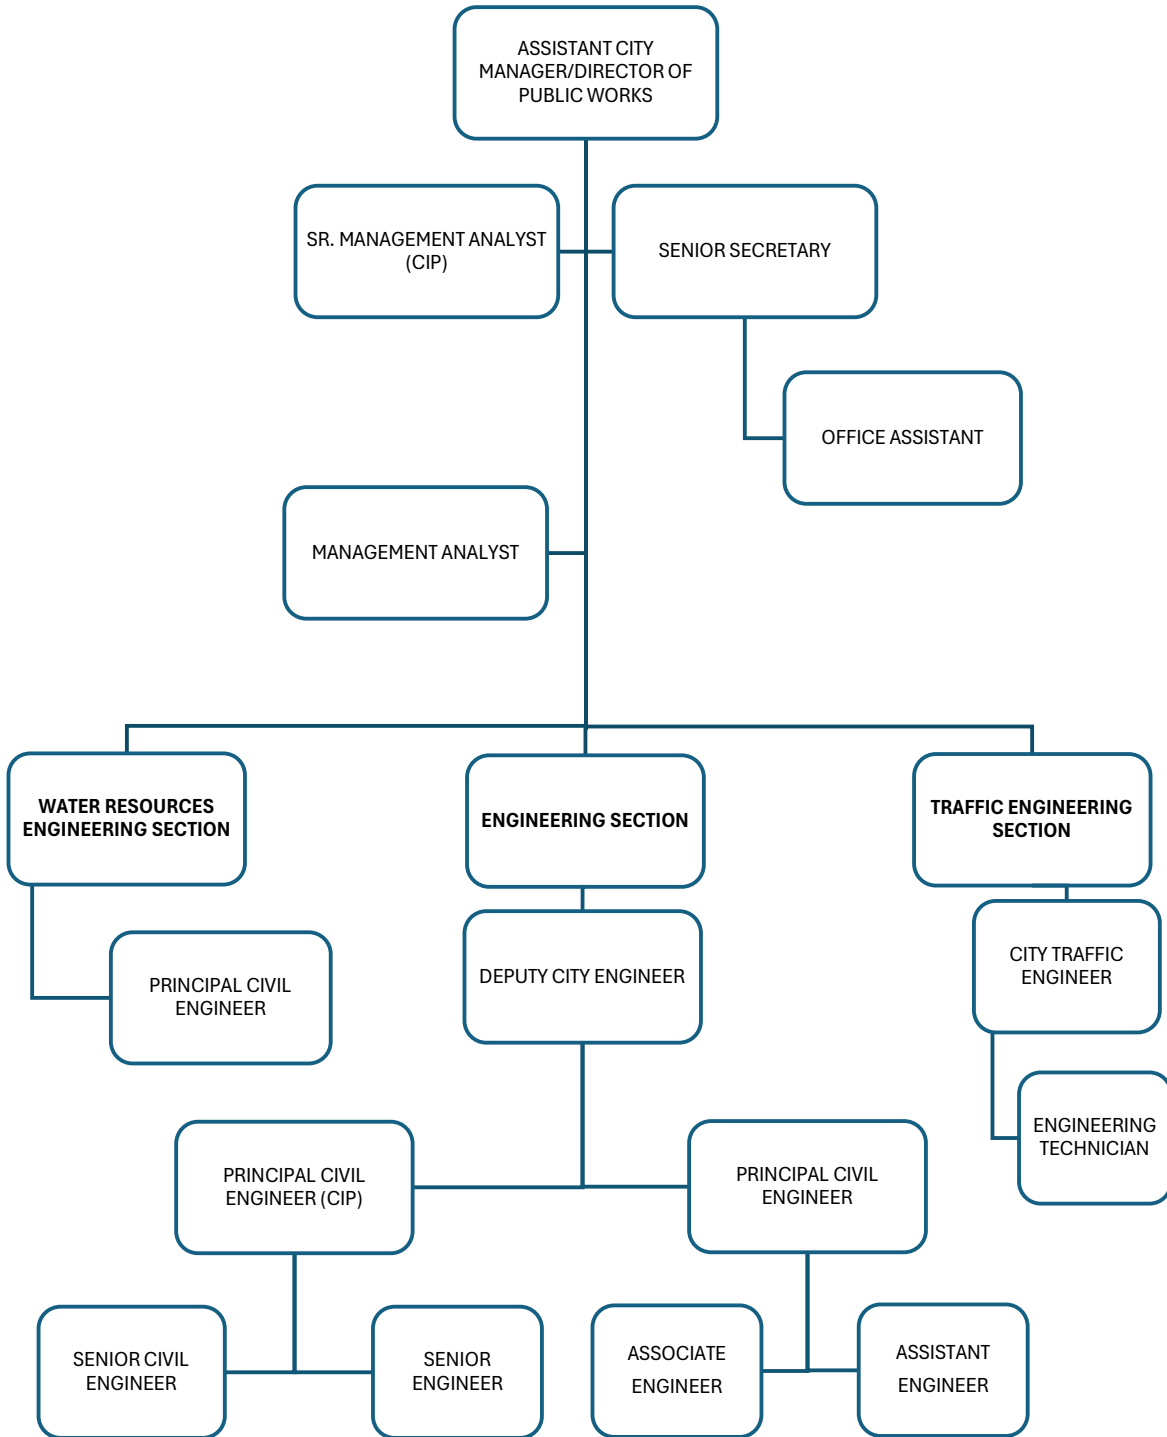 ASSISTANT CITY
MANAGER/DIRECTOR OF
PUBLIC WORKS
SR. MANAGEMENT ANALYST
(CIP)
SENIOR SECRETARY
OFFICE ASSISTANT
MANAGEMENT ANALYST
WATER RESOURCES
ENGINEERING SECTION
ENGINEERING SECTION
TRAFFIC ENGINEERING
SECTION
PRINCIPAL CIVIL
ENGINEER
DEPUTY CITY ENGINEER
CITY TRAFFIC
ENGINEER
ENGINEERING
TECHNICIAN
PRINCIPAL CIVIL
ENGINEER (CIP)
PRINCIPAL CIVIL
ENGINEER
SENIOR CIVIL
ENGINEER
SENIOR
ENGINEER
ASSOCIATE
ENGINEER
ASSISTANT
ENGINEER